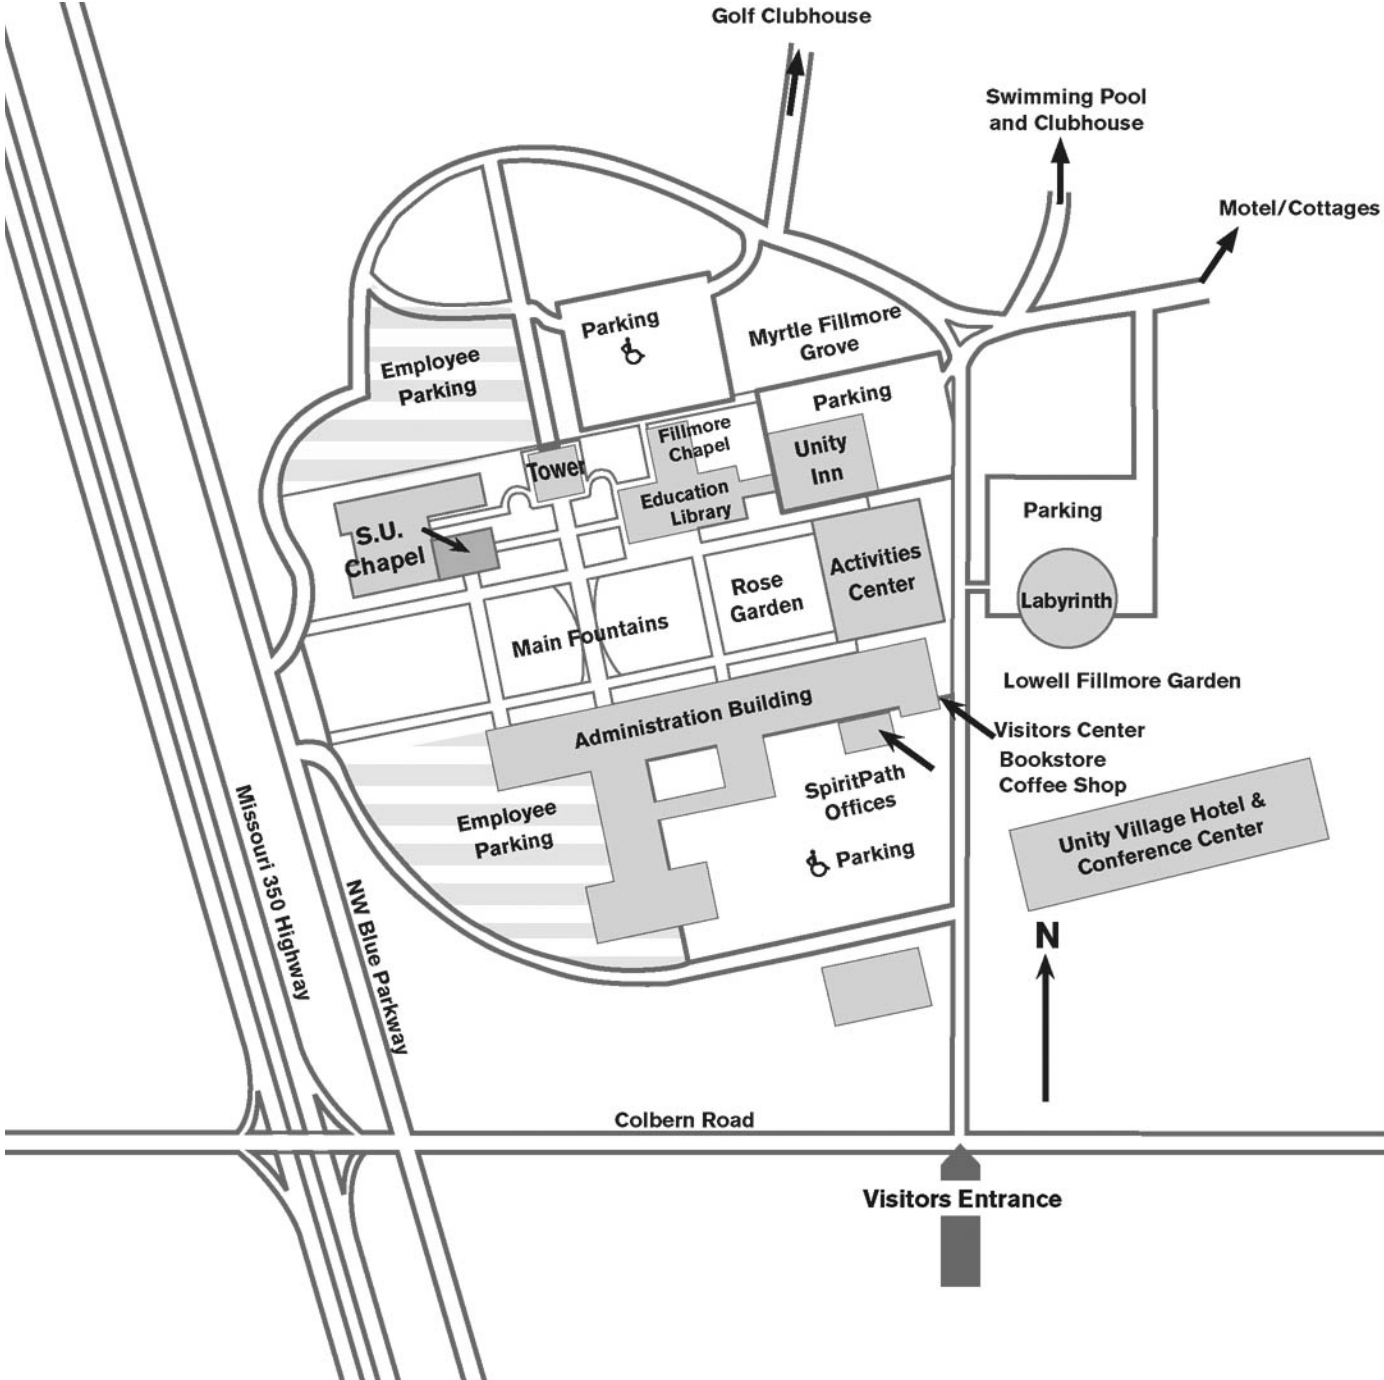 Golf Clubhouse
Swimming Pool
and Clubhouse
Motel/Cottages
Parking
Myrtle Fillmore
Grove
Employee
Parking
Parking
Fillmore
Chapel
Unity
Inn
Tower
Education
Library
Parking
S.U.
Chapel
Activities
Center
Rose
Garden
Labyrinth
Main Fountains
Lowell Fillmore Garden
Administration Building
Visitors Center
Bookstore
Coffee Shop
SpiritPath
Offices
Employee
Parking
Unity Village Hotel &
Conference Center
Parking
Missouri 350 Highway
NW Blue Parkway
N
Colbern Road
Visitors Entrance